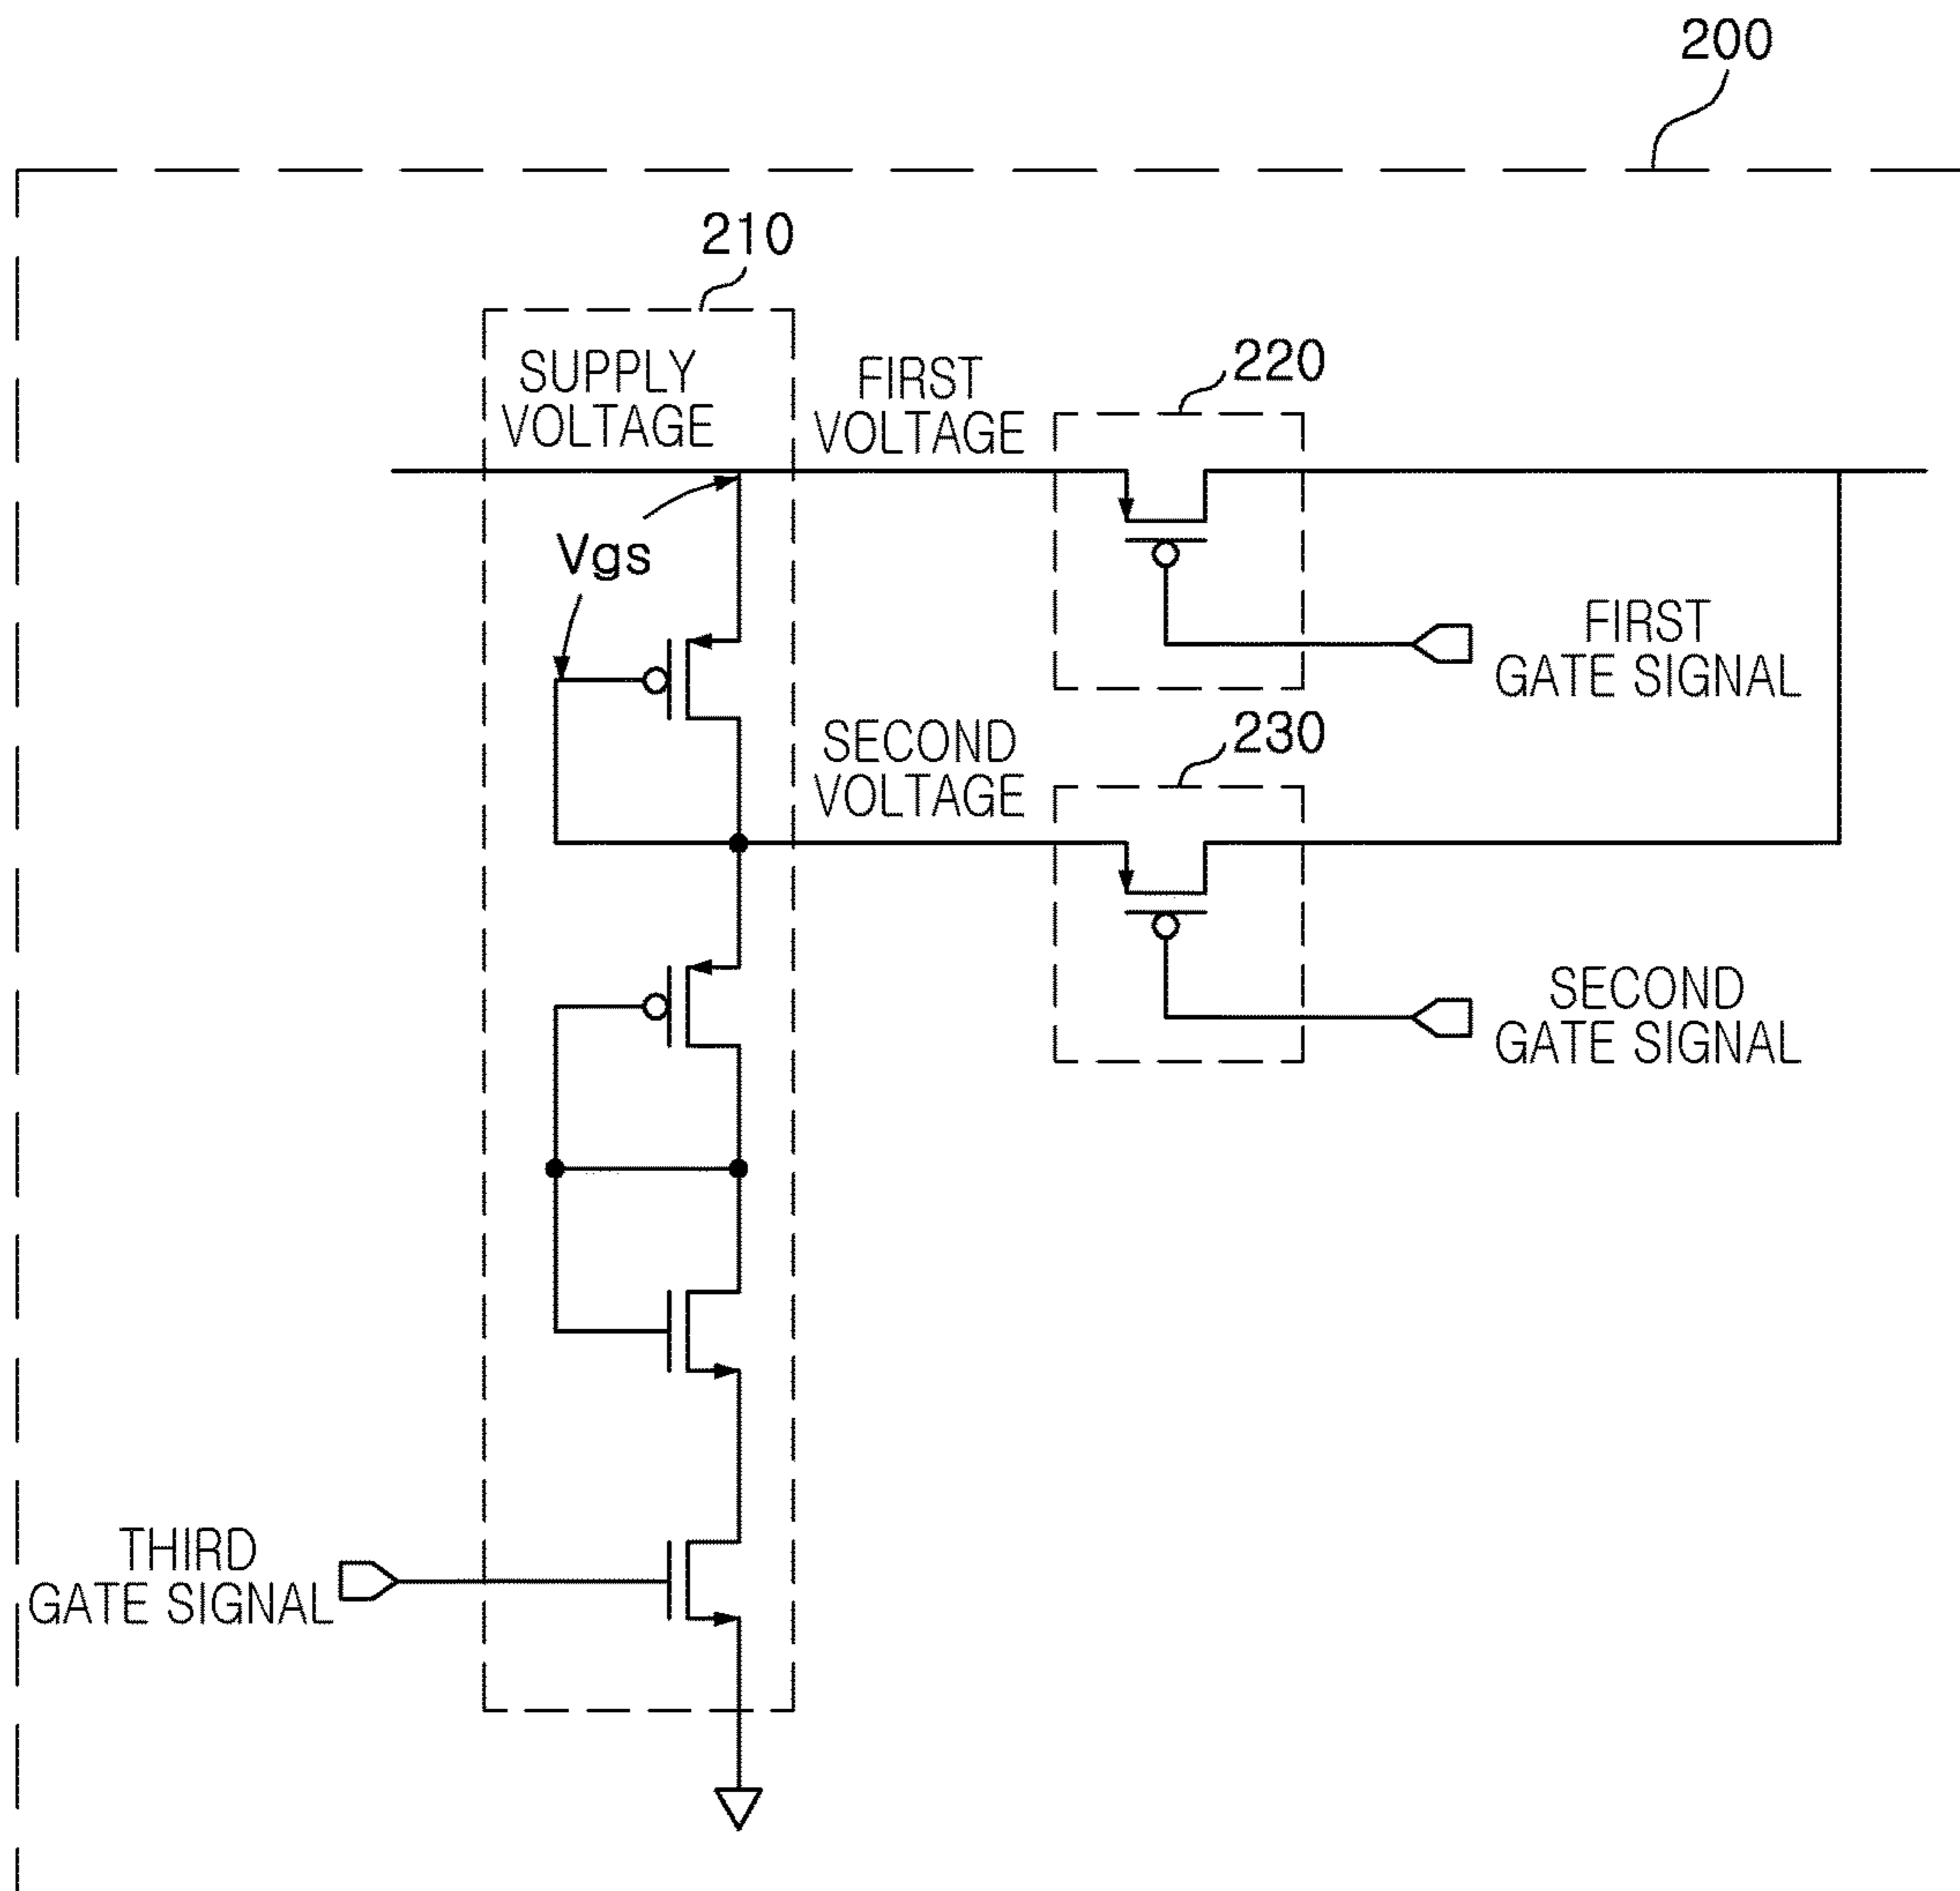 200
210
SUPPLY
VOLTAGE
FIRST
VOLTAGE
220
Vgs
FIRST
GATE SIGNAL
SECOND
VOLTAGE
230
SECOND
GATE SIGNAL
THIRD
GATE SIGNAL